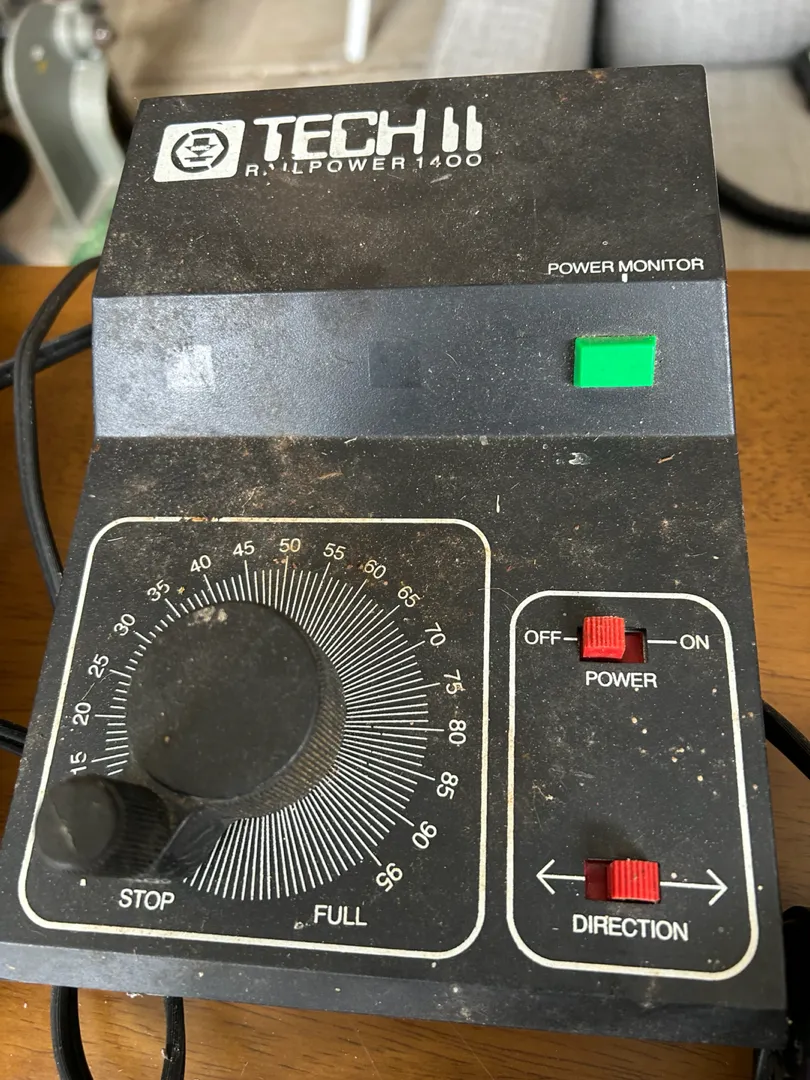 TECH II
RAILPOWER 1400
POWER MONITOR
15 20 25 30 35 40 45 50 55 60 65 70 75 80 85 90 95
STOP
FULL
OFF ON
POWER
DIRECTION